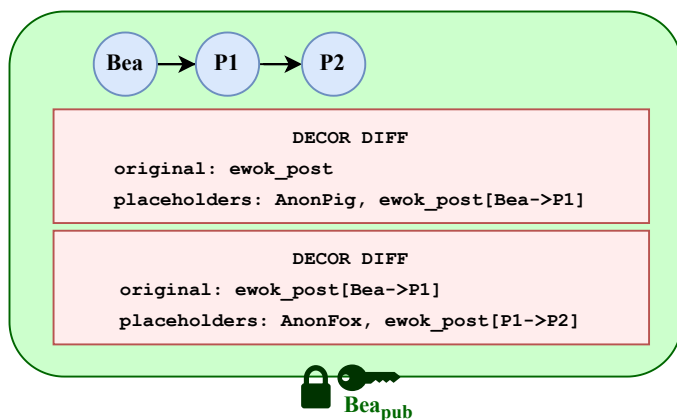 Bea P1 P2
DECOR DIFF
original: ewok_post
placeholders: AnonPig, ewok_post[Bea->P1]
DECOR DIFF
original: ewok_post[Bea->P1]
placeholders: AnonFox, ewok_post[P1->P2]
Bea_pub